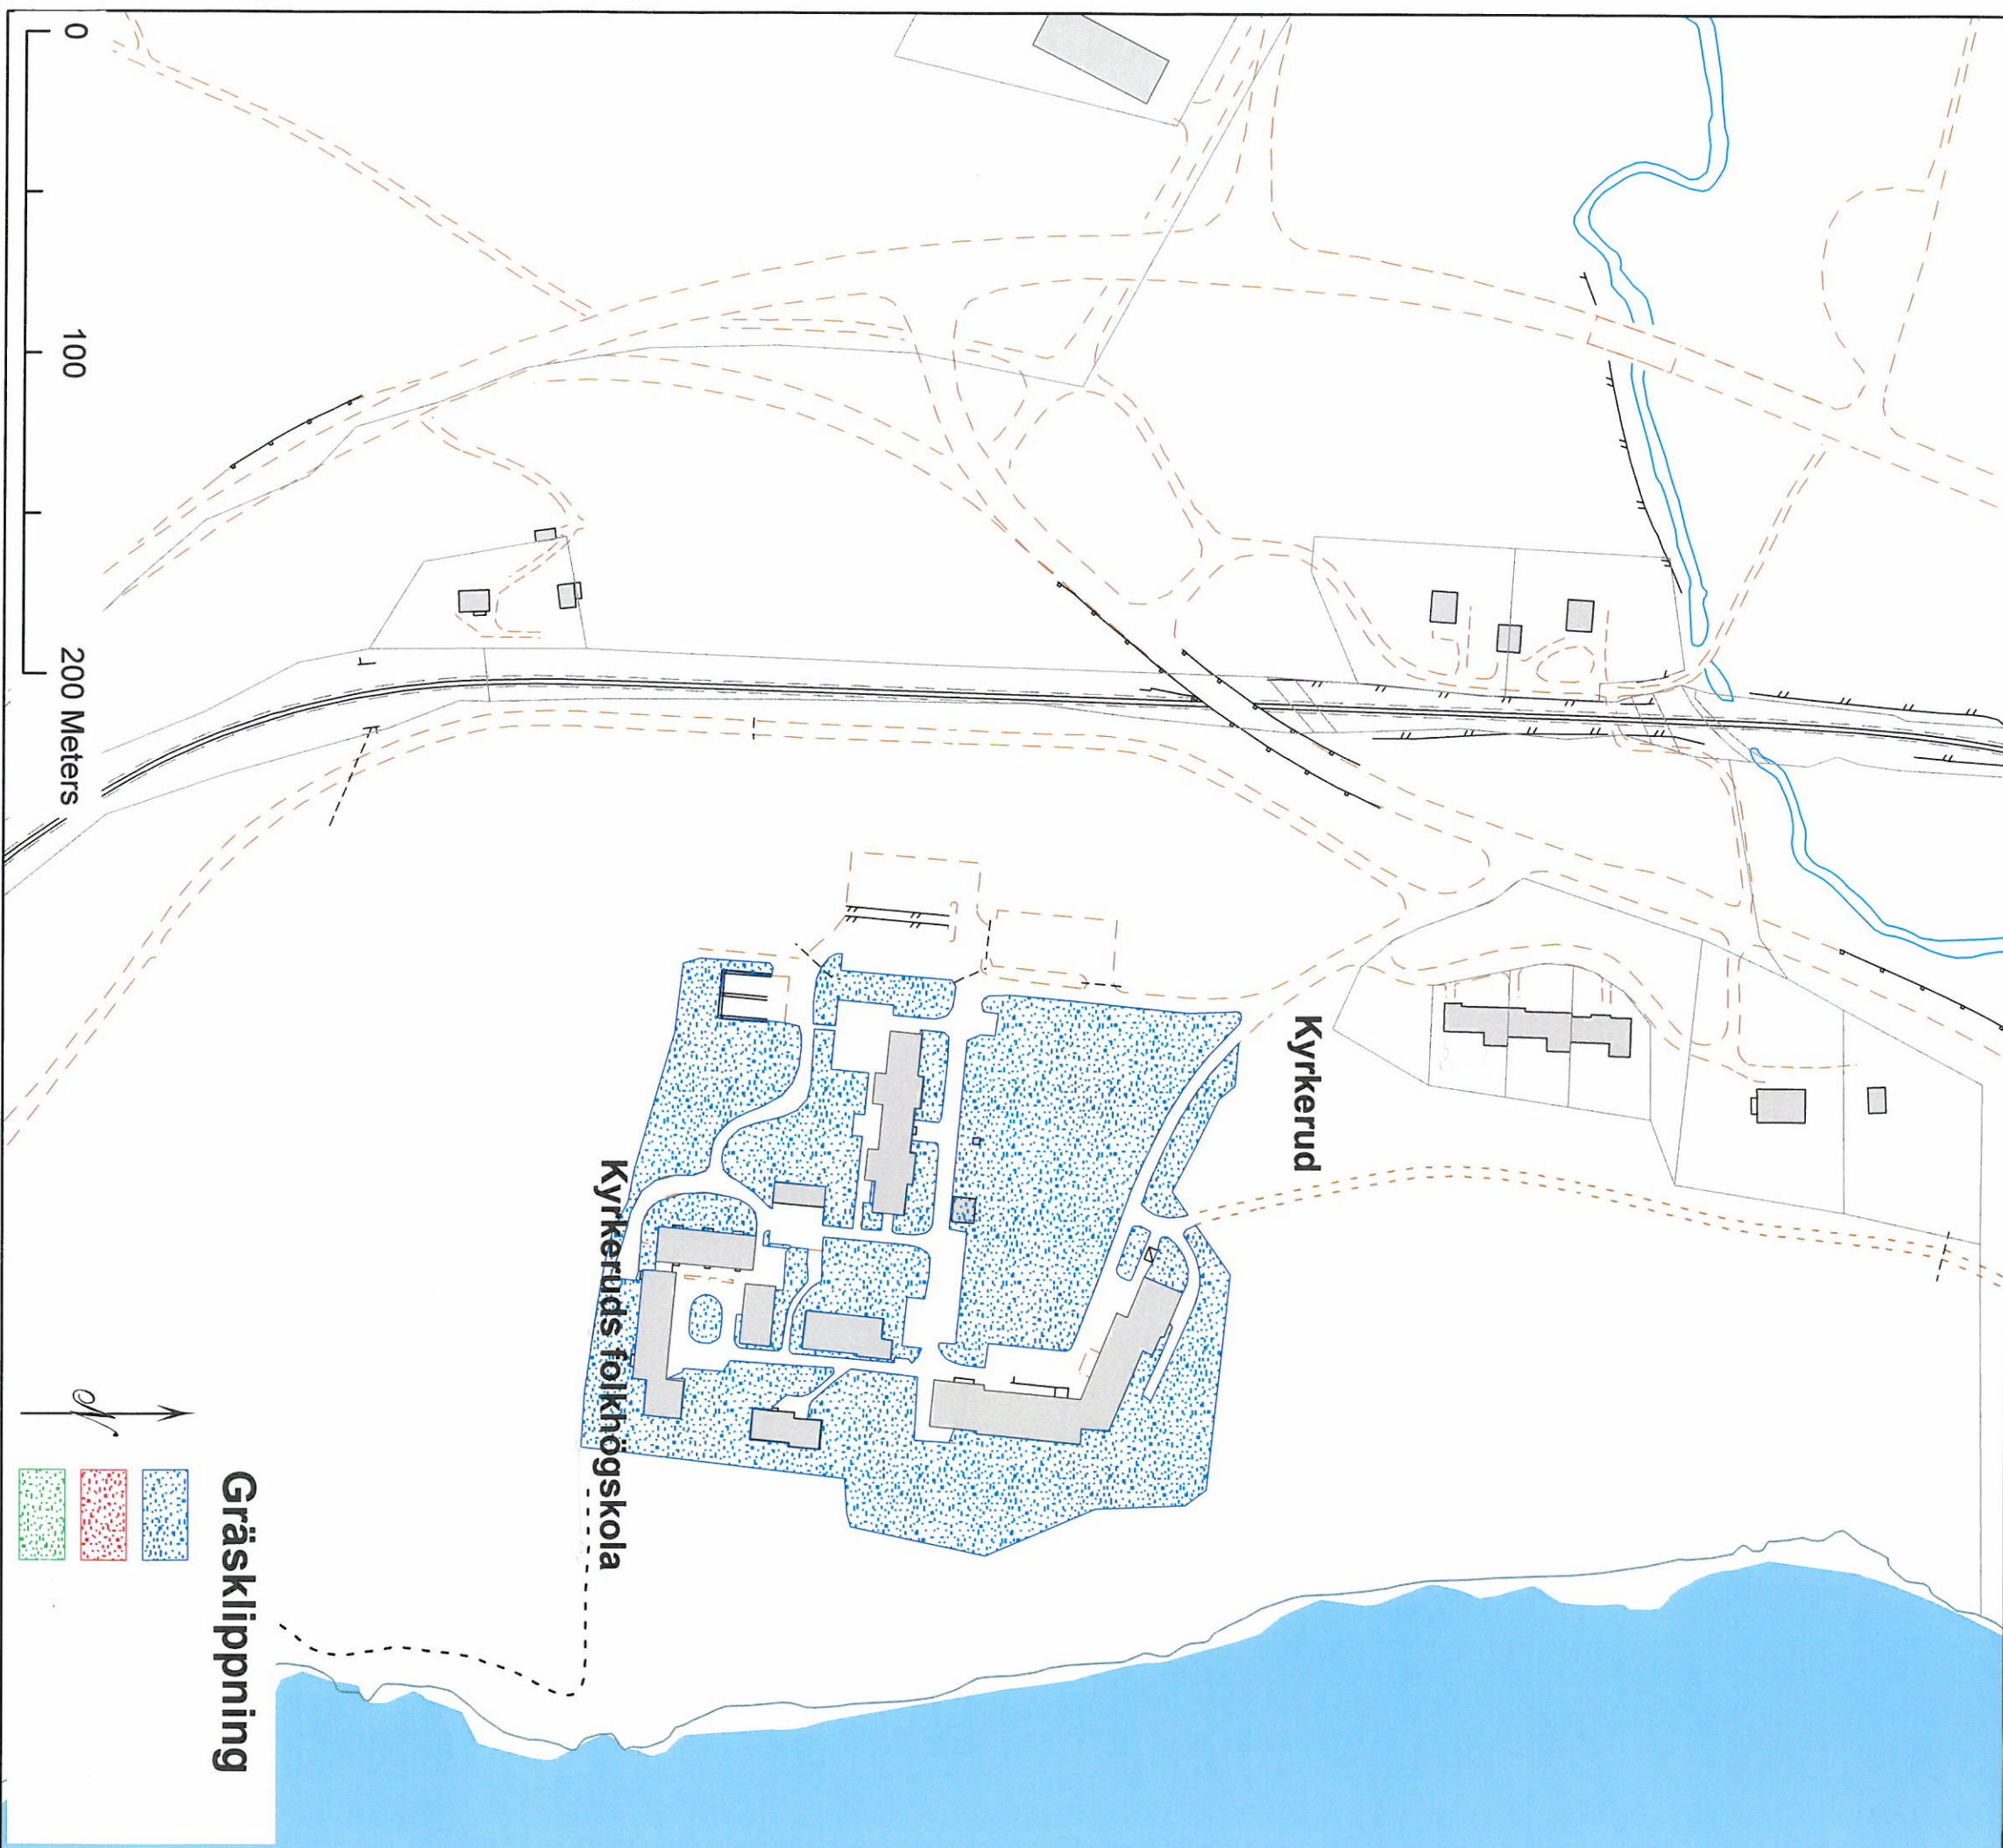 Kyrkerud
Kyrkeruds folkhögskola
Gräsklippning
N
0
100
200 Meters